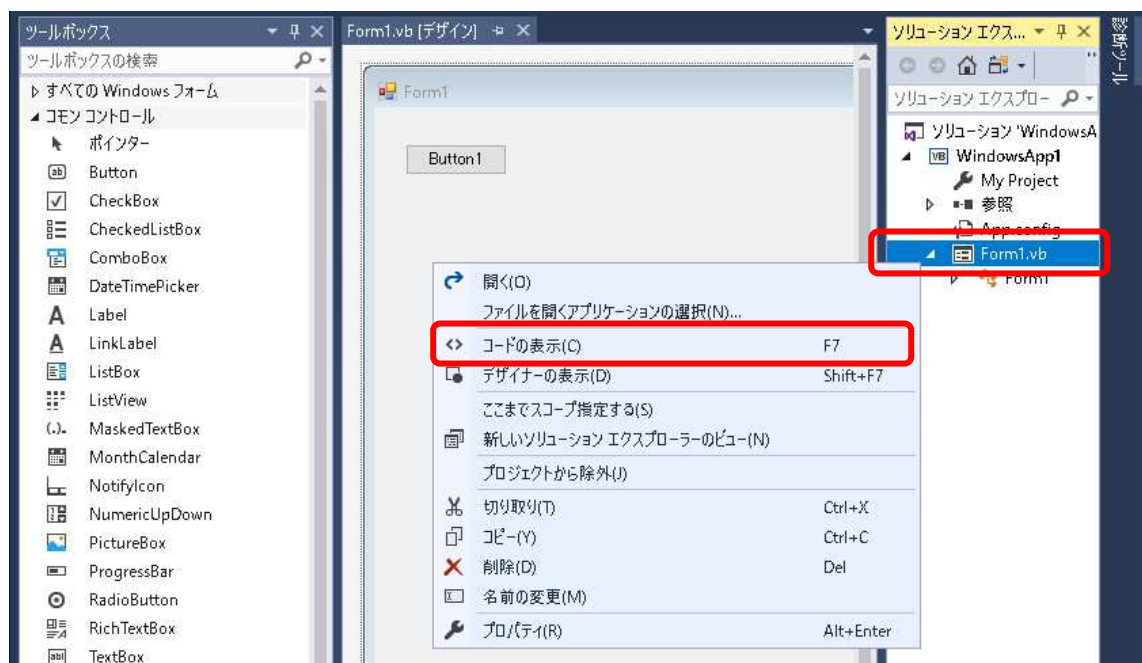 ツールボックス
ツールボックスの検索
すべての Windows フォーム
コモン コントロール
ポインター
Button
CheckBox
CheckedListBox
ComboBox
DateTimePicker
Label
LinkLabel
ListBox
ListView
MaskedTextBox
MonthCalendar
NotifyIcon
NumericUpDown
PictureBox
ProgressBar
RadioButton
RichTextBox
TextBox
Form1.vb [デザイン]
Form1
Button1
開く(O)
ファイルを開くアプリケーションの選択(N)...
コードの表示(C) F7
デザイナーの表示(D) Shift+F7
ここまでスコープ指定する(S)
新しいソリューション エクスプローラーのビュー(N)
プロジェクトから除外(J)
切り取り(T) Ctrl+X
コピー(Y) Ctrl+C
削除(D) Del
名前の変更(M)
プロパティ(R) Alt+Enter
ソリューション エクス...
ソリューション エクスプロー
ソリューション 'WindowsA
WindowsApp1
My Project
参照
App.config
Form1.vb
Form1
診断ツール